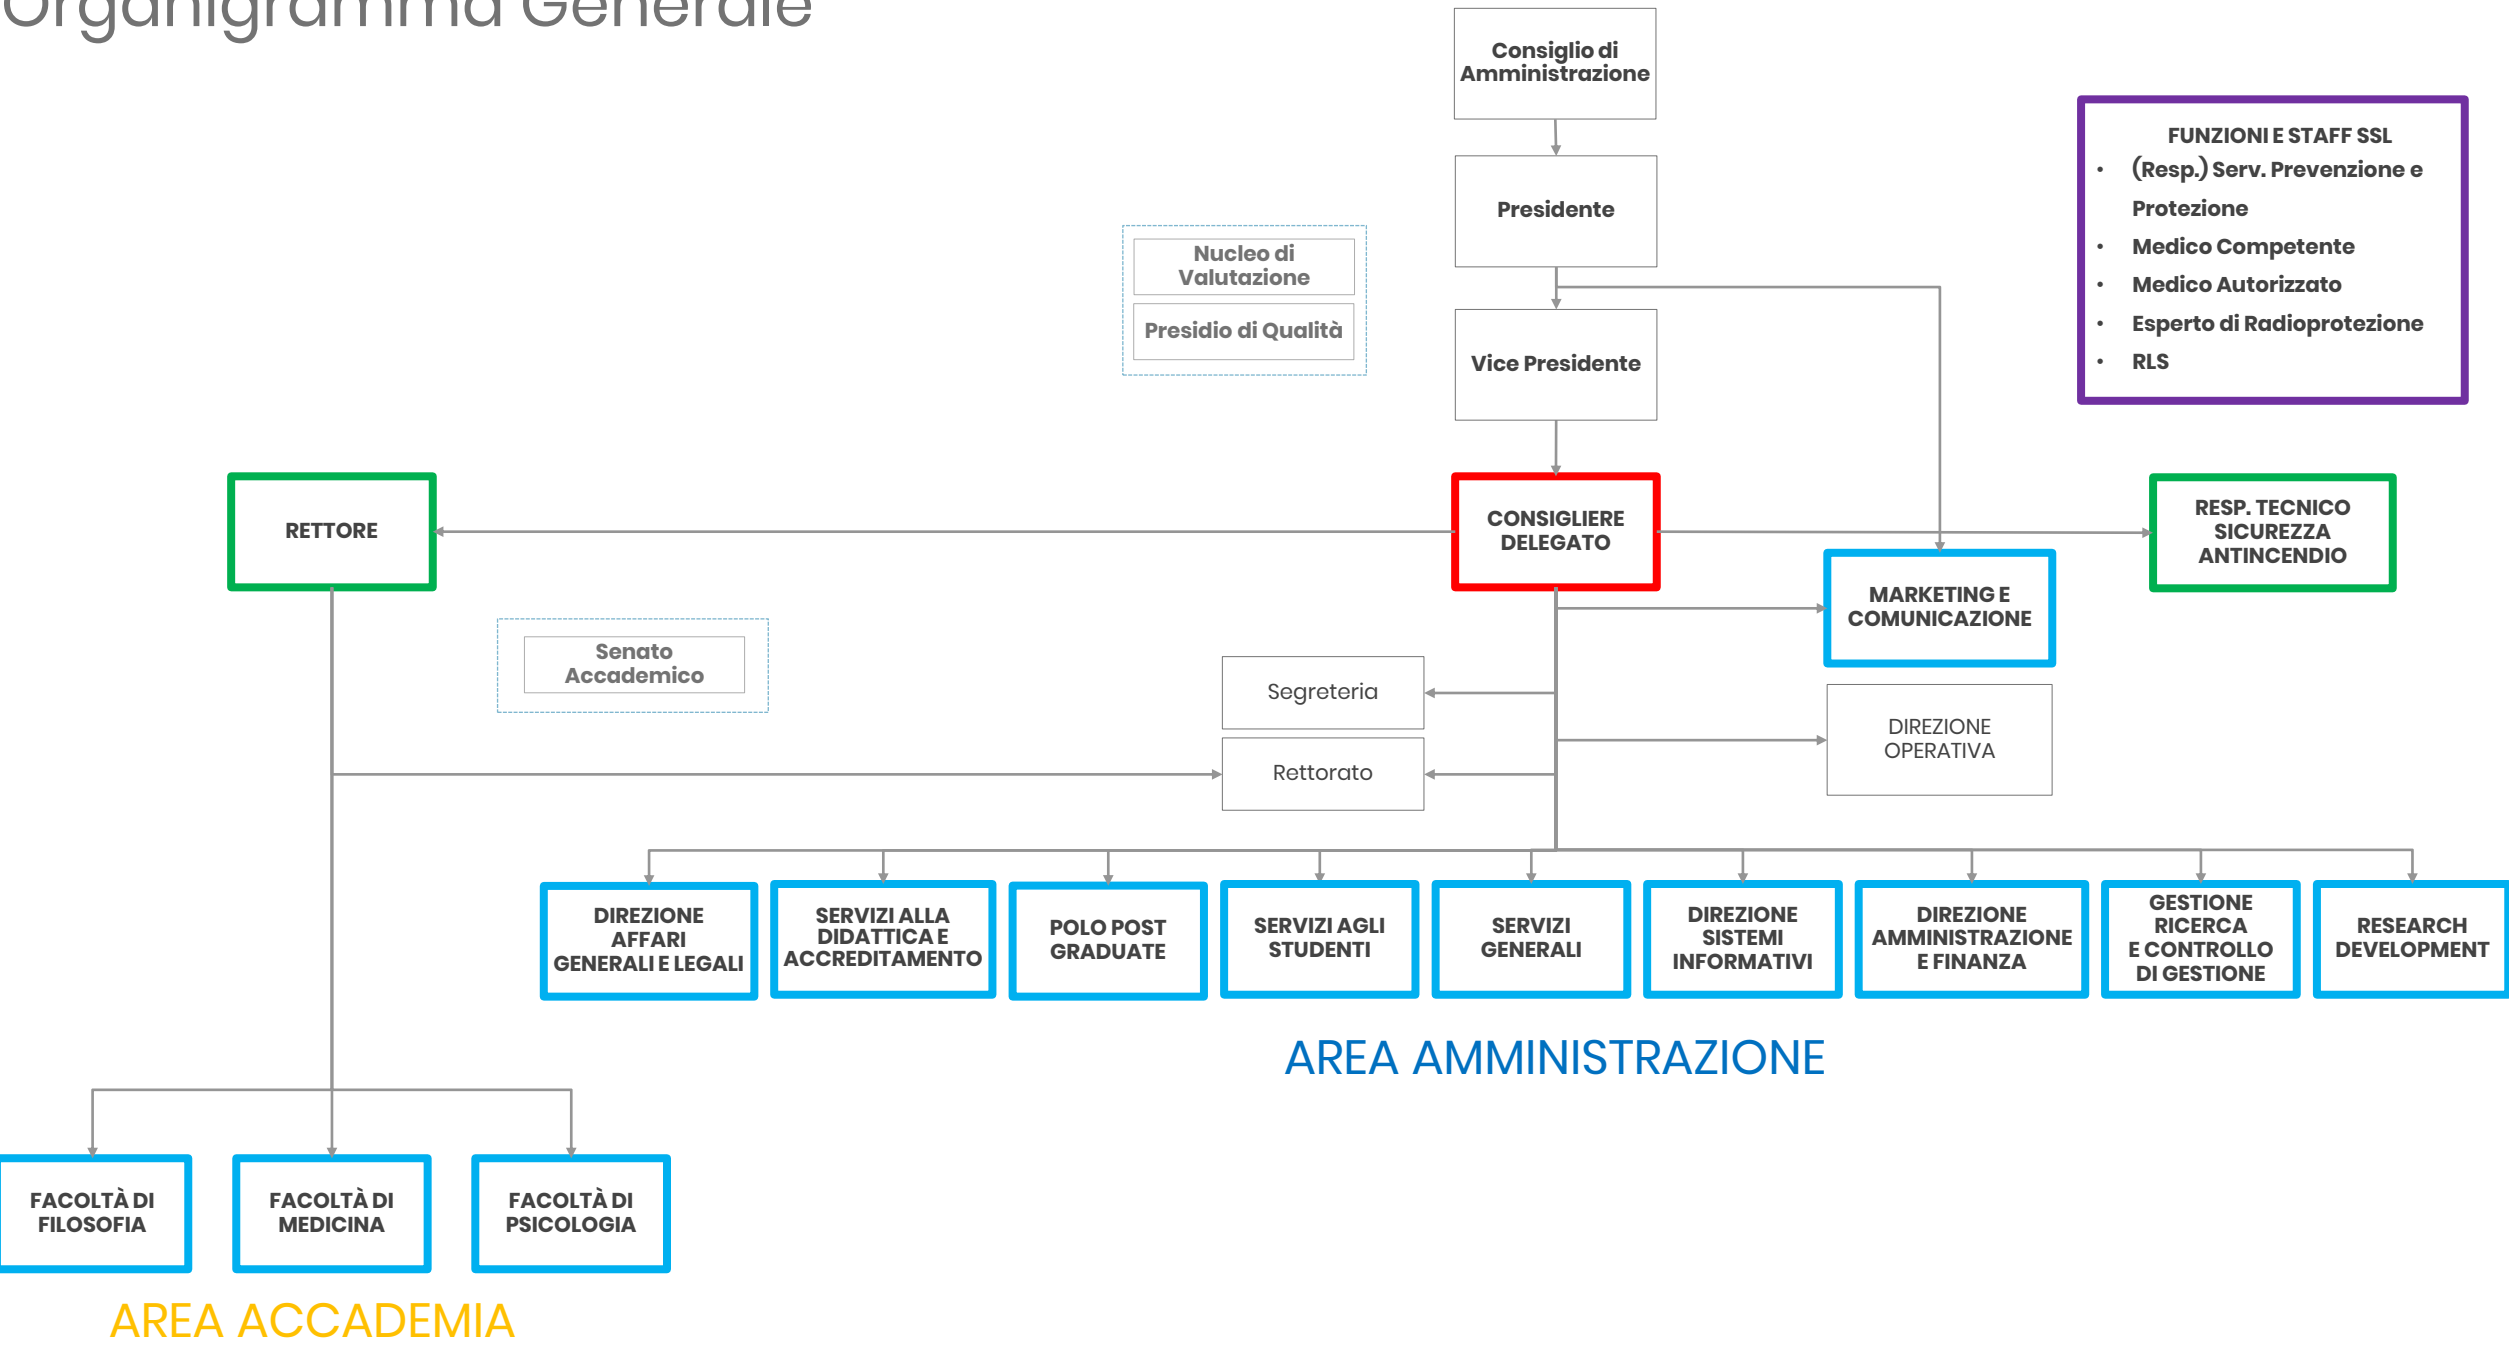 Organigramma Generale
Consiglio di
Amministrazione
FUNZIONI E STAFF SSL
• (Resp.) Serv. Prevenzione e
Protezione
• Medico Competente
• Medico Autorizzato
• Esperto di Radioprotezione
• RLS
Presidente
Nucleo di
Valutazione
Presidio di Qualità
Vice Presidente
RETTORE
CONSIGLIERE
DELEGATO
RESP. TECNICO
SICUREZZA
ANTINCENDIO
MARKETING E
COMUNICAZIONE
Senato
Accademico
Segreteria
DIREZIONE
OPERATIVA
Rettorato
DIREZIONE
AFFARI
GENERALI E LEGALI
SERVIZI ALLA
DIDATTICA E
ACCREDITAMENTO
POLO POST
GRADUATE
SERVIZI AGLI
STUDENTI
SERVIZI
GENERALI
DIREZIONE
SISTEMI
INFORMATIVI
DIREZIONE
AMMINISTRAZIONE
E FINANZA
GESTIONE
RICERCA
E CONTROLLO
DI GESTIONE
RESEARCH
DEVELOPMENT
AREA AMMINISTRAZIONE
FACOLTÀ DI
FILOSOFIA
FACOLTÀ DI
MEDICINA
FACOLTÀ DI
PSICOLOGIA
AREA ACCADEMIA